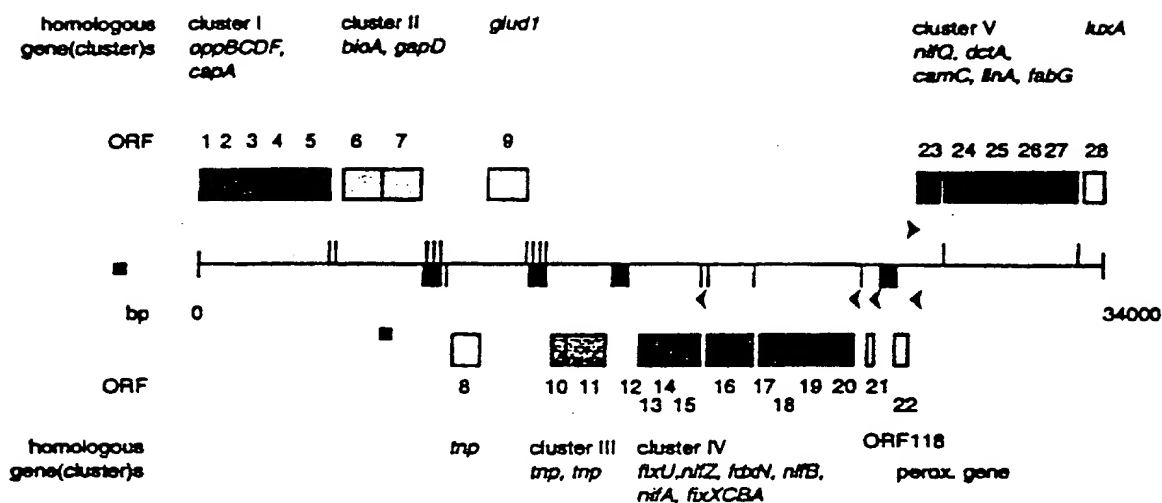 homologous gene(cluster)s
cluster I
oppBCDF,
capA
cluster II
bioA, gapD
glud1
cluster V
nifQ, dctA,
camC, linA, fabG
luxA
ORF 1 2 3 4 5 6 7 9 23 24 25 26 27 28
bp 0 34000
ORF 8 10 11 12 14 16 17 19 20 21
13 15 18 22
homologous gene(cluster)s
tnp
cluster III
tnp, tnp
cluster IV
fixU,nifZ, fdxN, nifB,
nifA, fixXCBA
ORF118
perox. gene